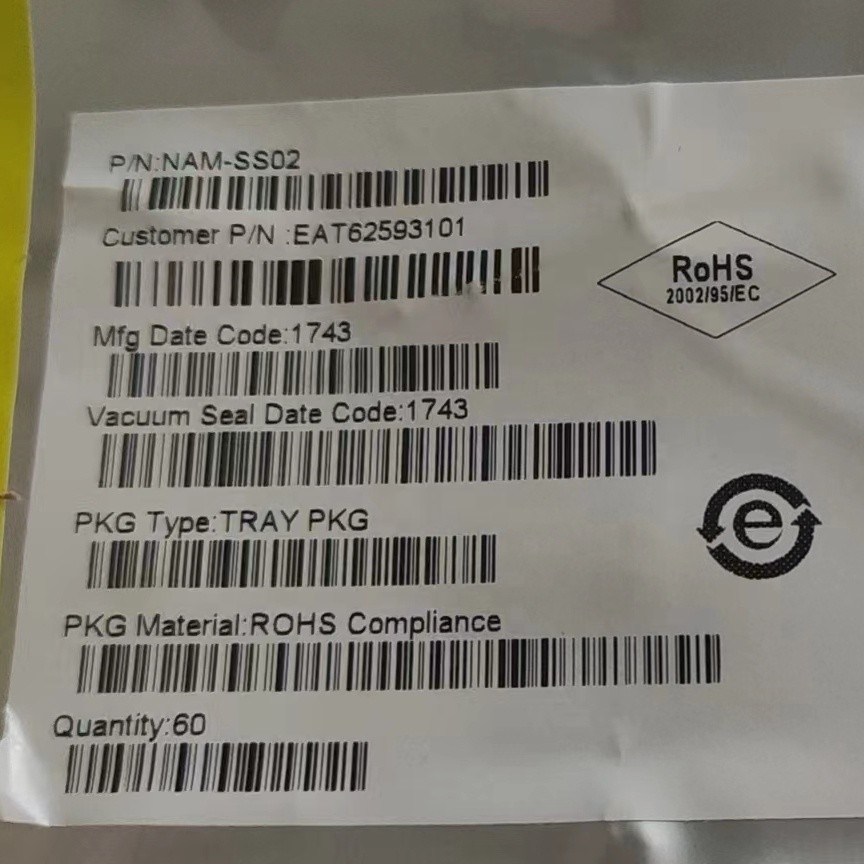 P/N:NAM-SS02
Customer P/N :EAT62593101
RoHS
2002/95/EC
Mfg Date Code:1743
Vacuum Seal Date Code:1743
e
PKG Type:TRAY PKG
PKG Material:ROHS Compliance
Quantity:60